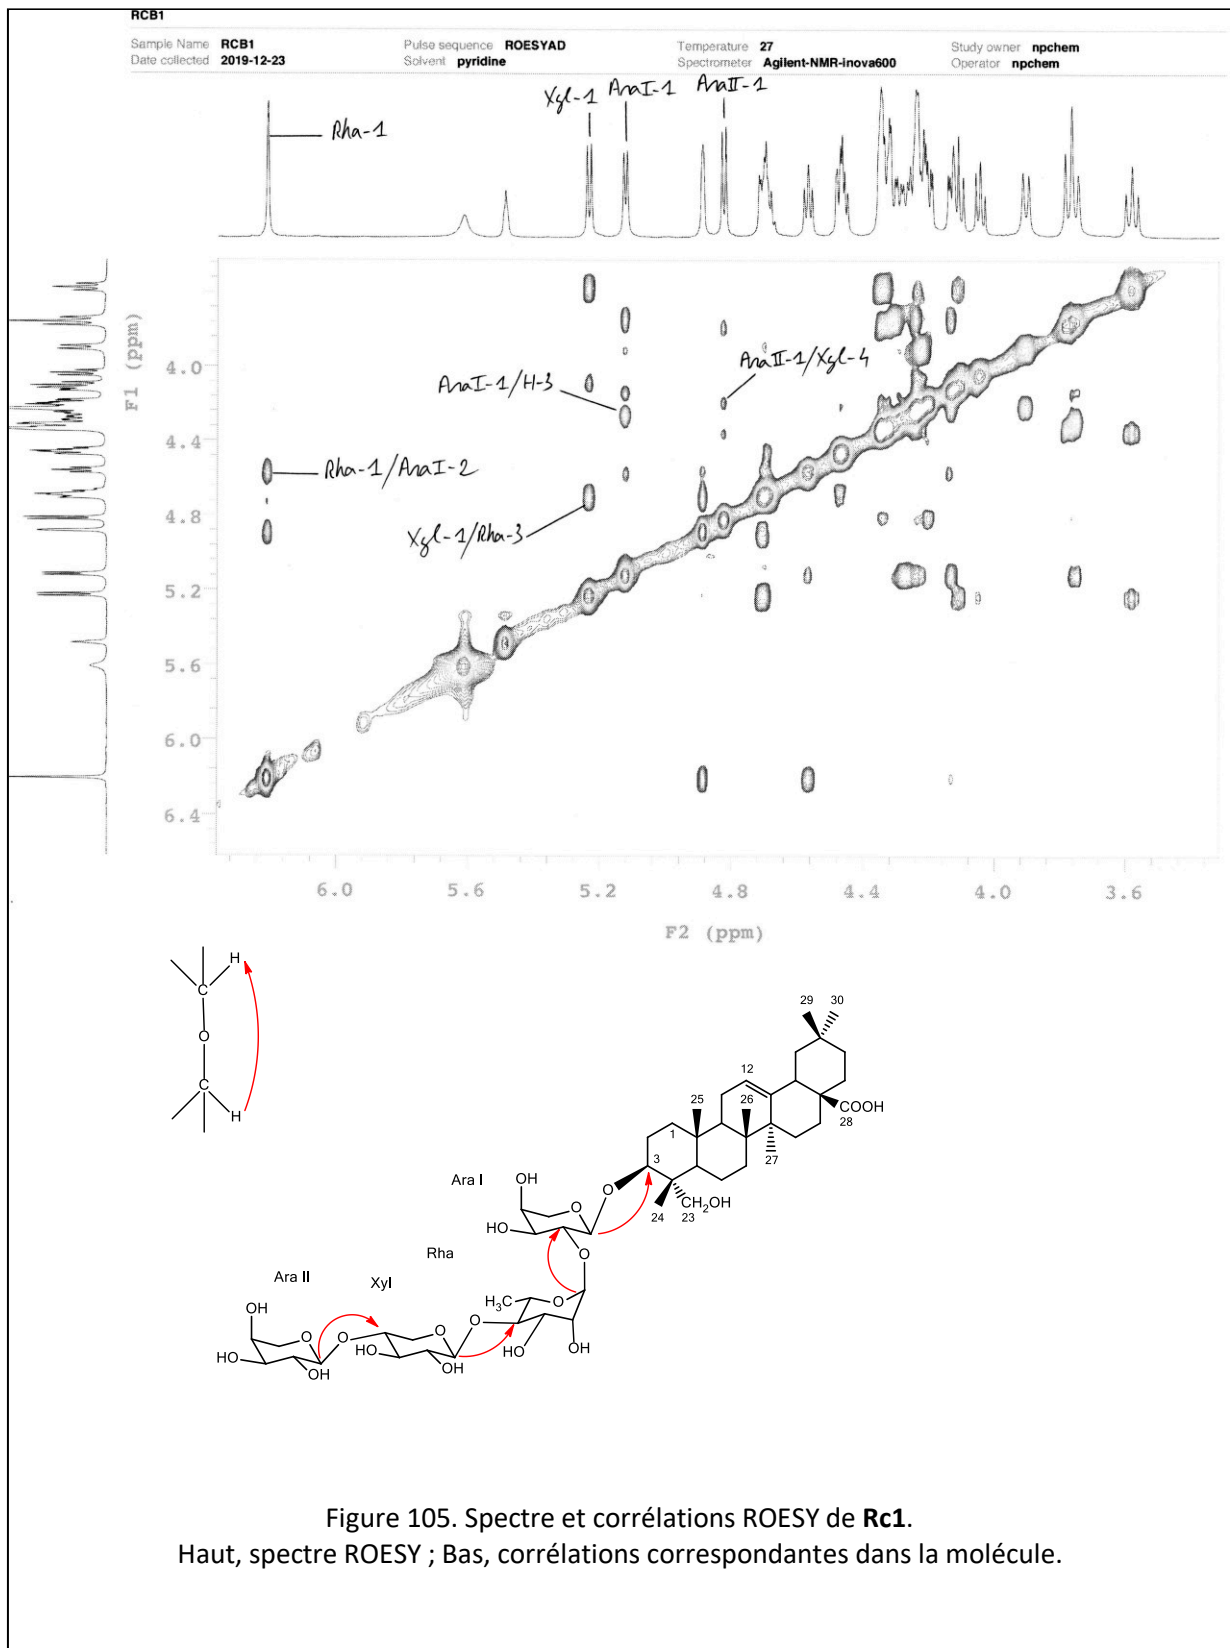 RCB1
Sample Name RCB1 Pulse sequence ROESYAD Temperature 27 Study owner npchem
Date collected 2019-12-23 Solvent pyridine Spectrometer Agilent-NMR-inova600 Operator npchem
Rha-1
Xyl-1 AraI-1 AraII-1
F1 (ppm)
4.0
4.4
4.8
5.2
5.6
6.0
6.4
AraII-1/Xyl-4
AraI-1/H-3
Rha-1/AraI-2
Xyl-1/Rha-3
6.0 5.6 5.2 4.8 4.4 4.0 3.6
F2 (ppm)
H
C
O
C
H
29 30
12
25 26
COOH
28
1
27
3
Ara I
OH
O
O
CH2OH
24 23
HO
O
Rha
Ara II
Xyl
H3C
O
OH
O
O
O
O
HO
HO
OH
HO
OH
HO
OH
Figure 105. Spectre et corrélations ROESY de Rc1.
Haut, spectre ROESY ; Bas, corrélations correspondantes dans la molécule.